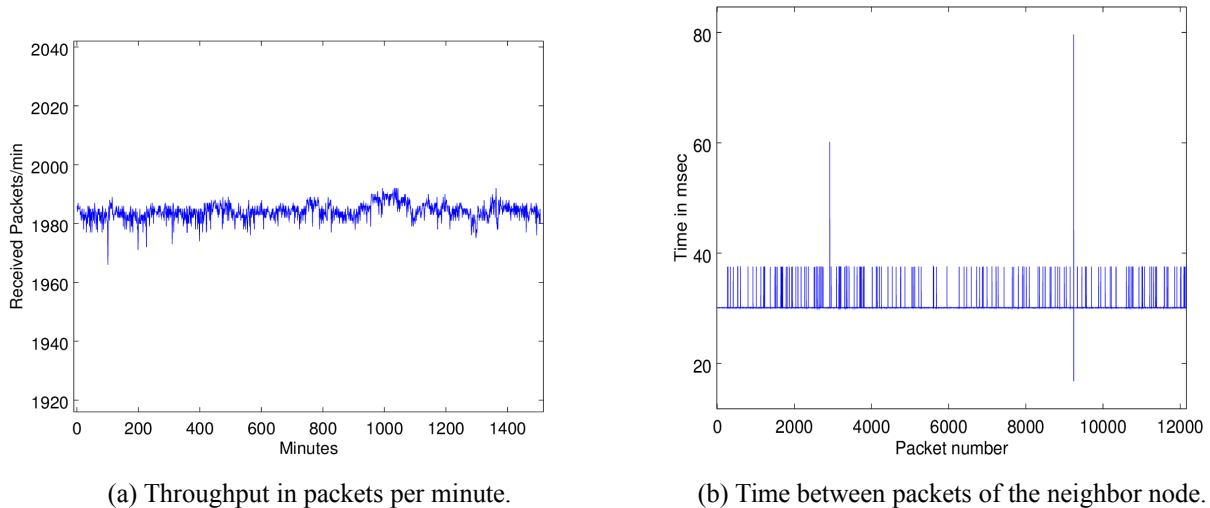 2040
2020
2000
1980
1960
1940
1920
Received Packets/min
0 200 400 600 800 1000 1200 1400
Minutes
(a) Throughput in packets per minute.
80
60
40
20
Time in msec
0 2000 4000 6000 8000 10000 12000
Packet number
(b) Time between packets of the neighbor node.